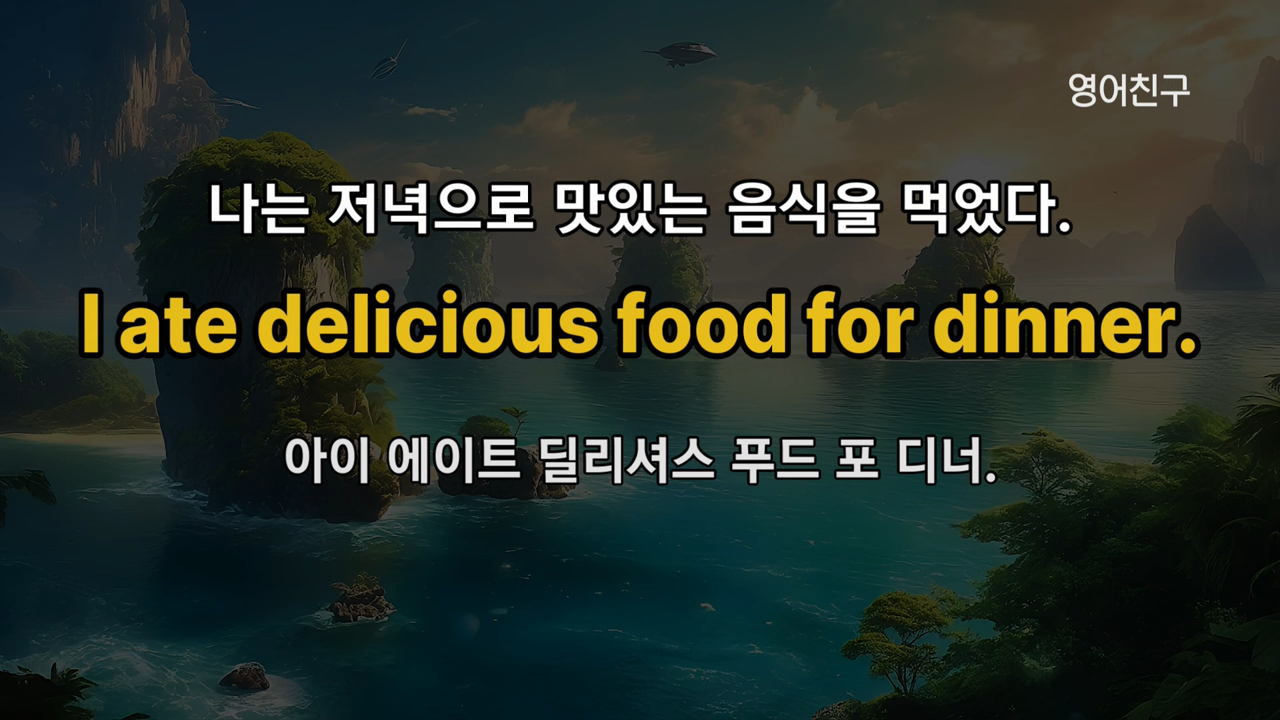 영어친구
나는 저녁으로 맛있는 음식을 먹었다.
I ate delicious food for dinner.
아이 에이트 딜리셔스 푸드 포 디너.